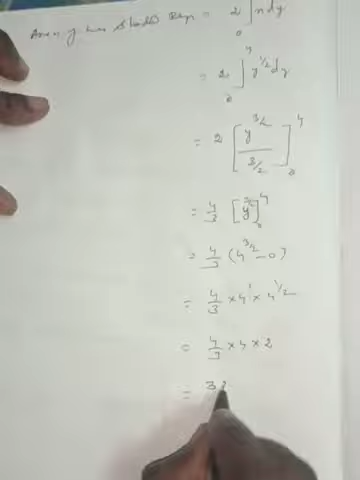 Area of the Shaded Region = 2 ∫₀ x dy
= 2 ∫₀⁴ y^1/2 dy
= 2 [ y^3/2 / 3/2 ]₀⁴
= 4/3 [ y^3/2 ]₀⁴
= 4/3 (4^3/2 - 0)
= 4/3 × 4¹ × 4^1/2
= 4/3 × 4 × 2
= 32